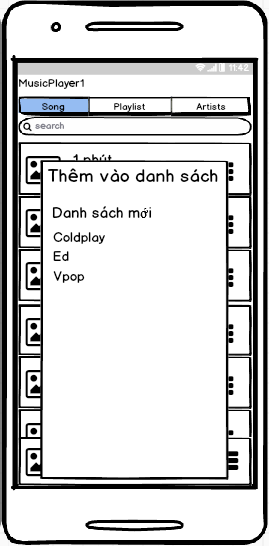 11:42
MusicPlayer1
Song Playlist Artists
search
1 phút
Thêm vào danh sách
Danh sách mới
Coldplay
Ed
Vpop